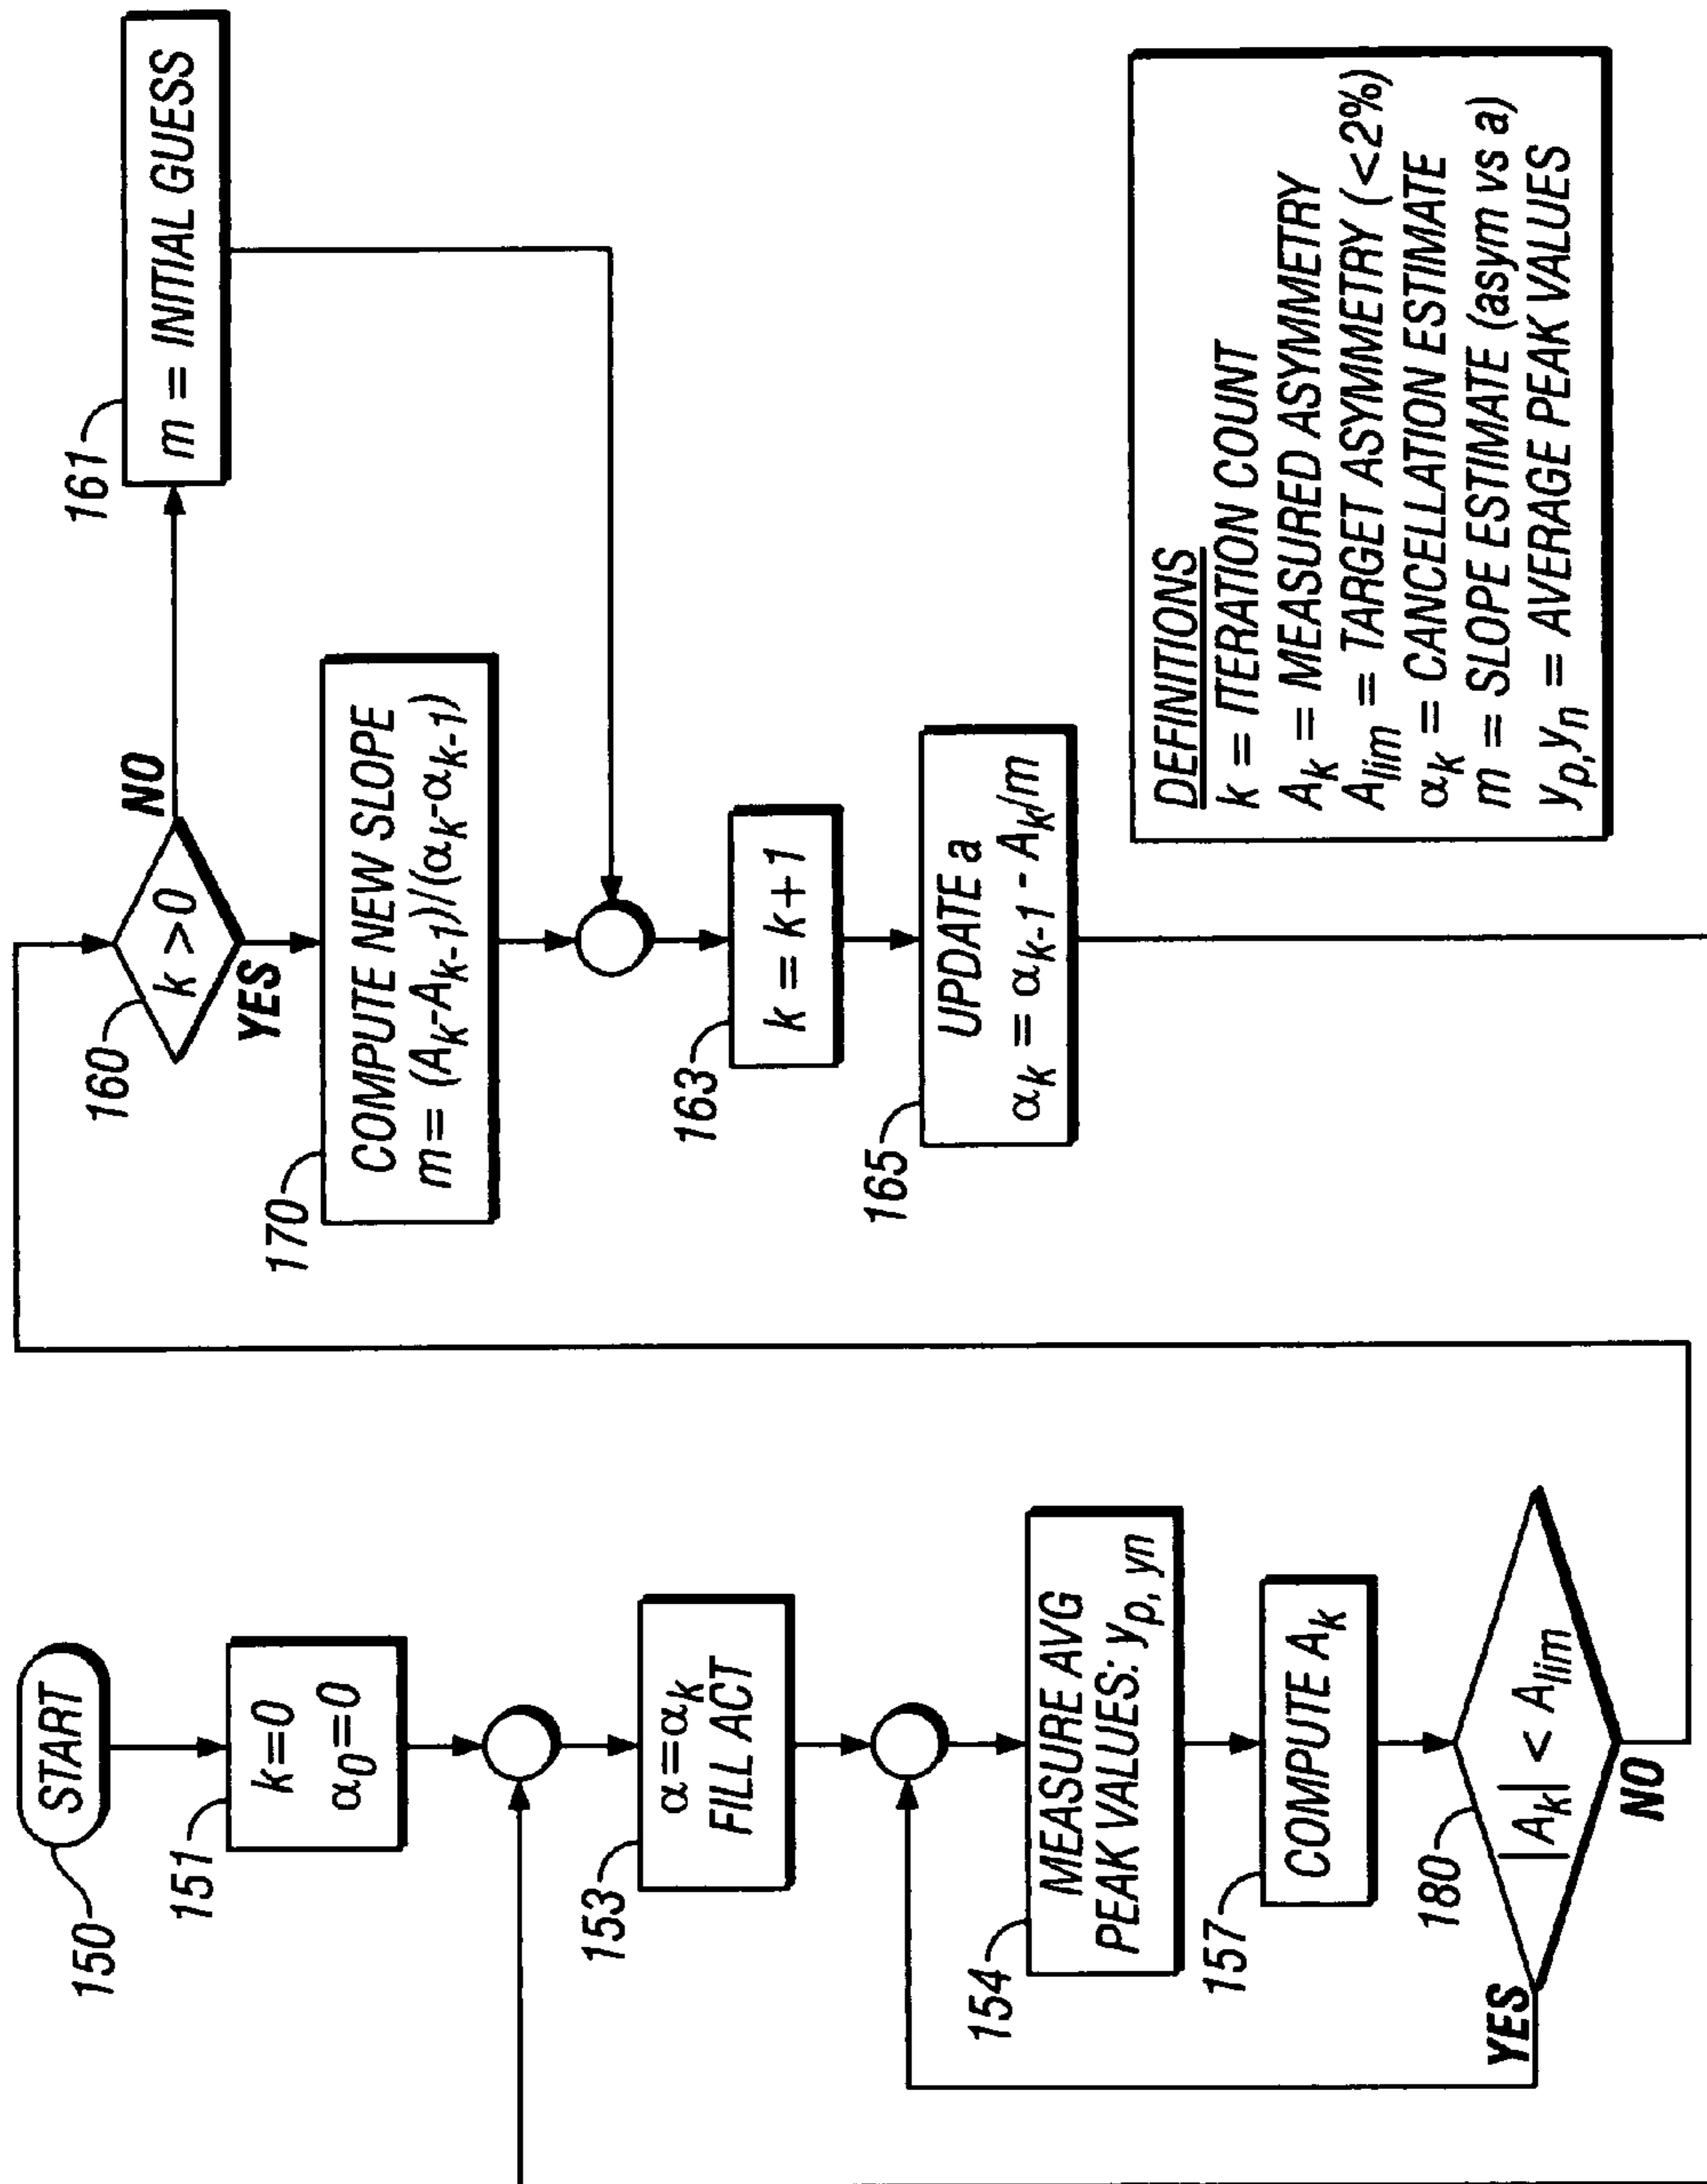 START
150
k=0
α0=0
151
α=αk
FILL ACT
153
MEASURE AVG
PEAK VALUES: yp, yn
154
COMPUTE Ak
157
|Ak| < Alim
180
YES
NO
k >0
160
NO
YES
161
m = INITIAL GUESS
COMPUTE NEW SLOPE
m= (Ak-Ak-1)/(αk-αk-1)
170
k = k+1
163
UPDATE a
αk = αk-1 - Ak/m
165
DEFINITIONS
k = ITERATION COUNT
Ak = MEASURED ASYMMETRY
Alim = TARGET ASYMMETRY (<2%)
αk = CANCELLATION ESTIMATE
m = SLOPE ESTIMATE (asym vs a)
yp,yn = AVERAGE PEAK VALUES